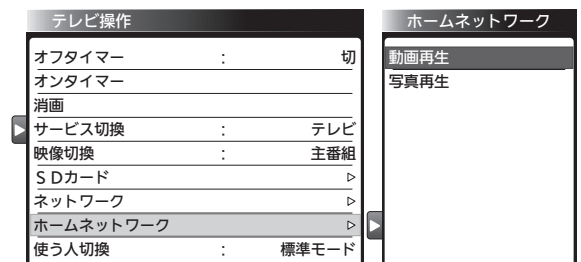 テレビ操作
オフタイマー : 切
オンタイマー
消画
サービス切換 : テレビ
映像切換 : 主番組
ＳＤカード ▷
ネットワーク ▷
ホームネットワーク ▷
使う人切換 : 標準モード
ホームネットワーク
動画再生
写真再生